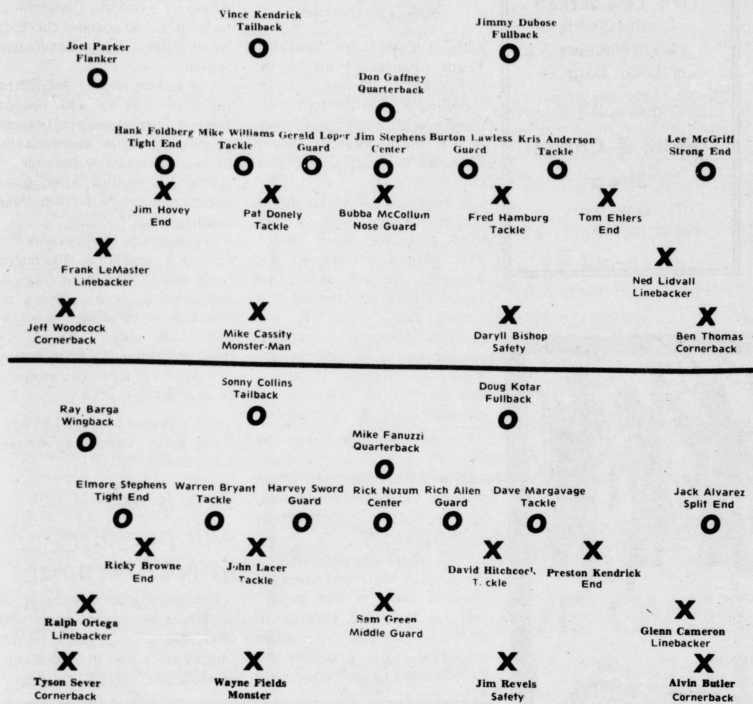 Vince Kendrick
Tailback
Jimmy Dubose
Fullback
Joel Parker
Flanker
O
O
O
Don Gaffney
Quarterback
O
Hank Foldberg Mike Williams Gerald Loper Jim Stephens Burton Lawless Kris Anderson Lee McGriff
Tight End Tackle Guard Center Guard Tackle Strong End
O O O O O O O
X X X X X
Jim Hovey Pat Donely Bubba McCollum Fred Hamburg Tom Ehlers
End Tackle Nose Guard Tackle End
X X
Frank LeMaster Ned Lidvall
Linebacker Linebacker
X X X X
Jeff Woodcock Mike Cassity Daryll Bishop Ben Thomas
Cornerback Monster-Man Safety Cornerback
Sonny Collins Doug Kotar
Tailback Fullback
Ray Barga
Wingback
O O
O
Mike Fanuzzi
Quarterback
O
Elmore Stephens Warren Bryant Harvey Sword Rick Nuzum Rich Allen Dave Margavage Jack Alvarez
Tight End Tackle Guard Center Guard Tackle Split End
O O O O O O O
X X X X
Ricky Browne John Lacer David Hitchcock Preston Kendrick
End Tackle T. ckle End
X X X
Ralph Ortega Sam Green Glenn Cameron
Linebacker Middle Guard Linebacker
X X X X
Tyson Sever Wayne Fields Jim Revels Alvin Butler
Cornerback Monster Safety Cornerback